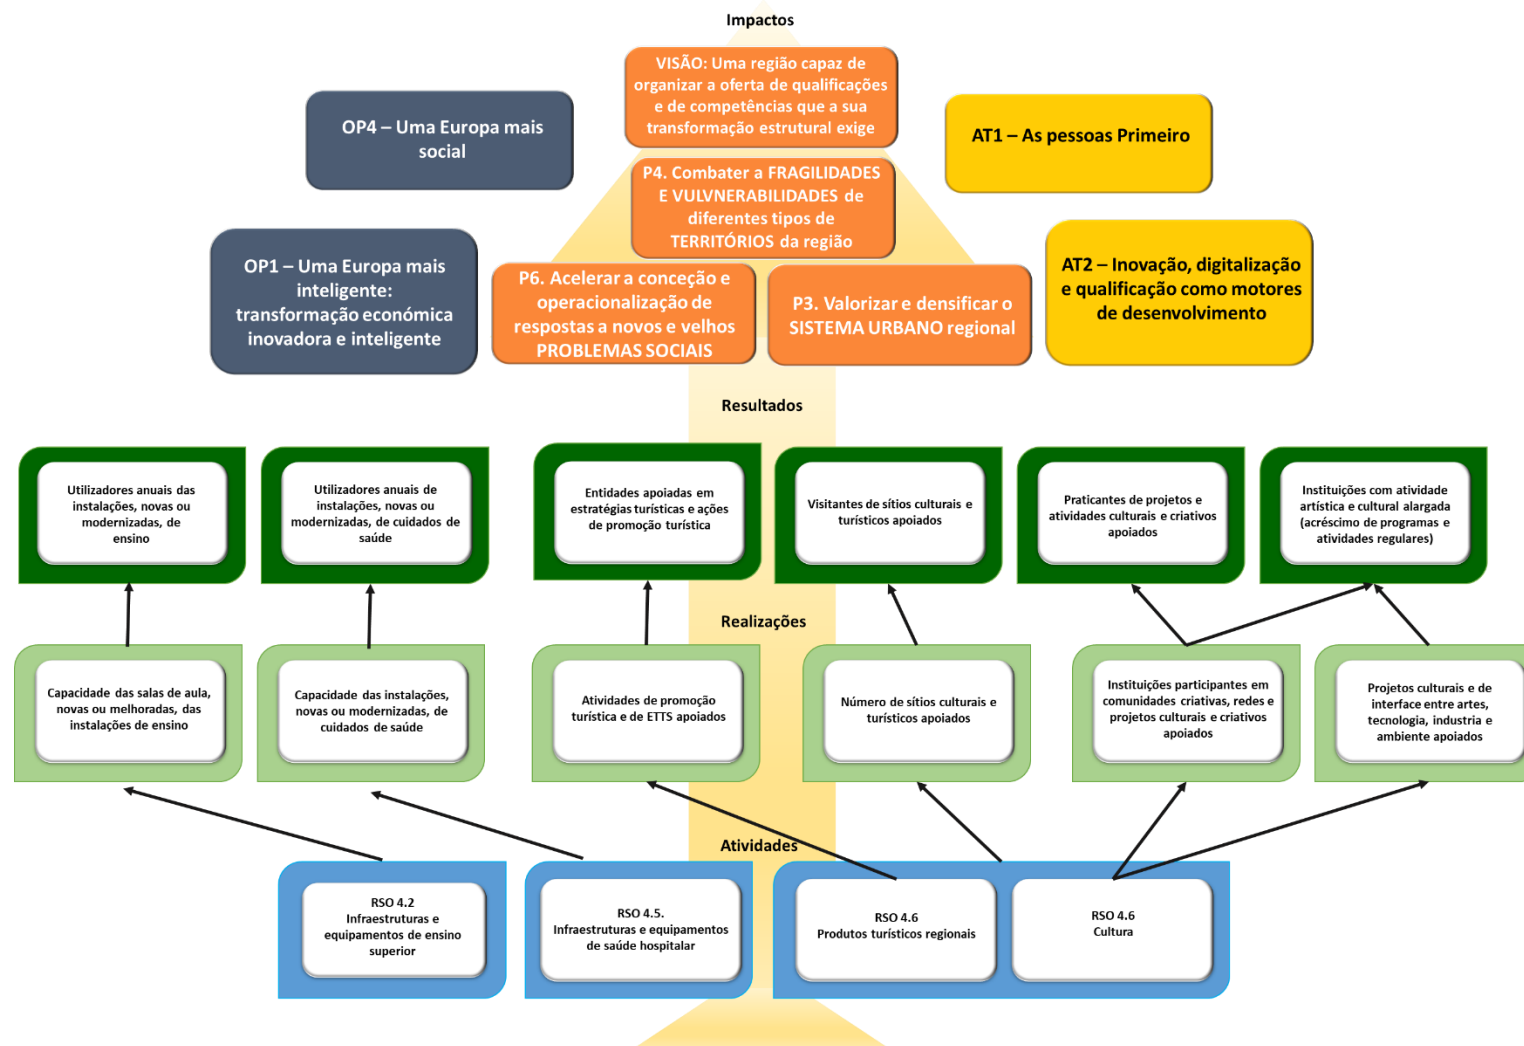 Impactos
VISÃO: Uma região capaz de
organizar a oferta de qualificações
e de competências que a sua
transformação estrutural exige
OP4 – Uma Europa mais
social
AT1 – As pessoas Primeiro
P4. Combater a FRAGILIDADES
E VULVNERABILIDADES de
diferentes tipos de
TERRITÓRIOS da região
OP1 – Uma Europa mais
inteligente:
transformação económica
inovadora e inteligente
P6. Acelerar a conceção e
operacionalização de
respostas a novos e velhos
PROBLEMAS SOCIAIS
P3. Valorizar e densificar o
SISTEMA URBANO regional
AT2 – Inovação, digitalização
e qualificação como motores
de desenvolvimento
Resultados
Utilizadores anuais das
instalações, novas ou
modernizadas, de
ensino
Utilizadores anuais de
instalações, novas ou
modernizadas, de cuidados de
saúde
Entidades apoiadas em
estratégias turísticas e ações
de promoção turística
Visitantes de sítios culturais e
turísticos apoiados
Praticantes de projetos e
atividades culturais e criativos
apoiados
Instituições com atividade
artística e cultural alargada
(acréscimo de programas e
atividades regulares)
Realizações
Capacidade das salas de aula,
novas ou melhoradas, das
instalações de ensino
Capacidade das instalações,
novas ou modernizadas, de
cuidados de saúde
Atividades de promoção
turística e de ETTS apoiados
Número de sítios culturais e
turísticos apoiados
Instituições participantes em
comunidades criativas, redes e
projetos culturais e criativos
apoiados
Projetos culturais e de
interface entre artes,
tecnologia, industria e
ambiente apoiados
Atividades
RSO 4.2
Infraestruturas e
equipamentos de ensino
superior
RSO 4.5.
Infraestruturas e equipamentos
de saúde hospitalar
RSO 4.6
Produtos turísticos regionais
RSO 4.6
Cultura